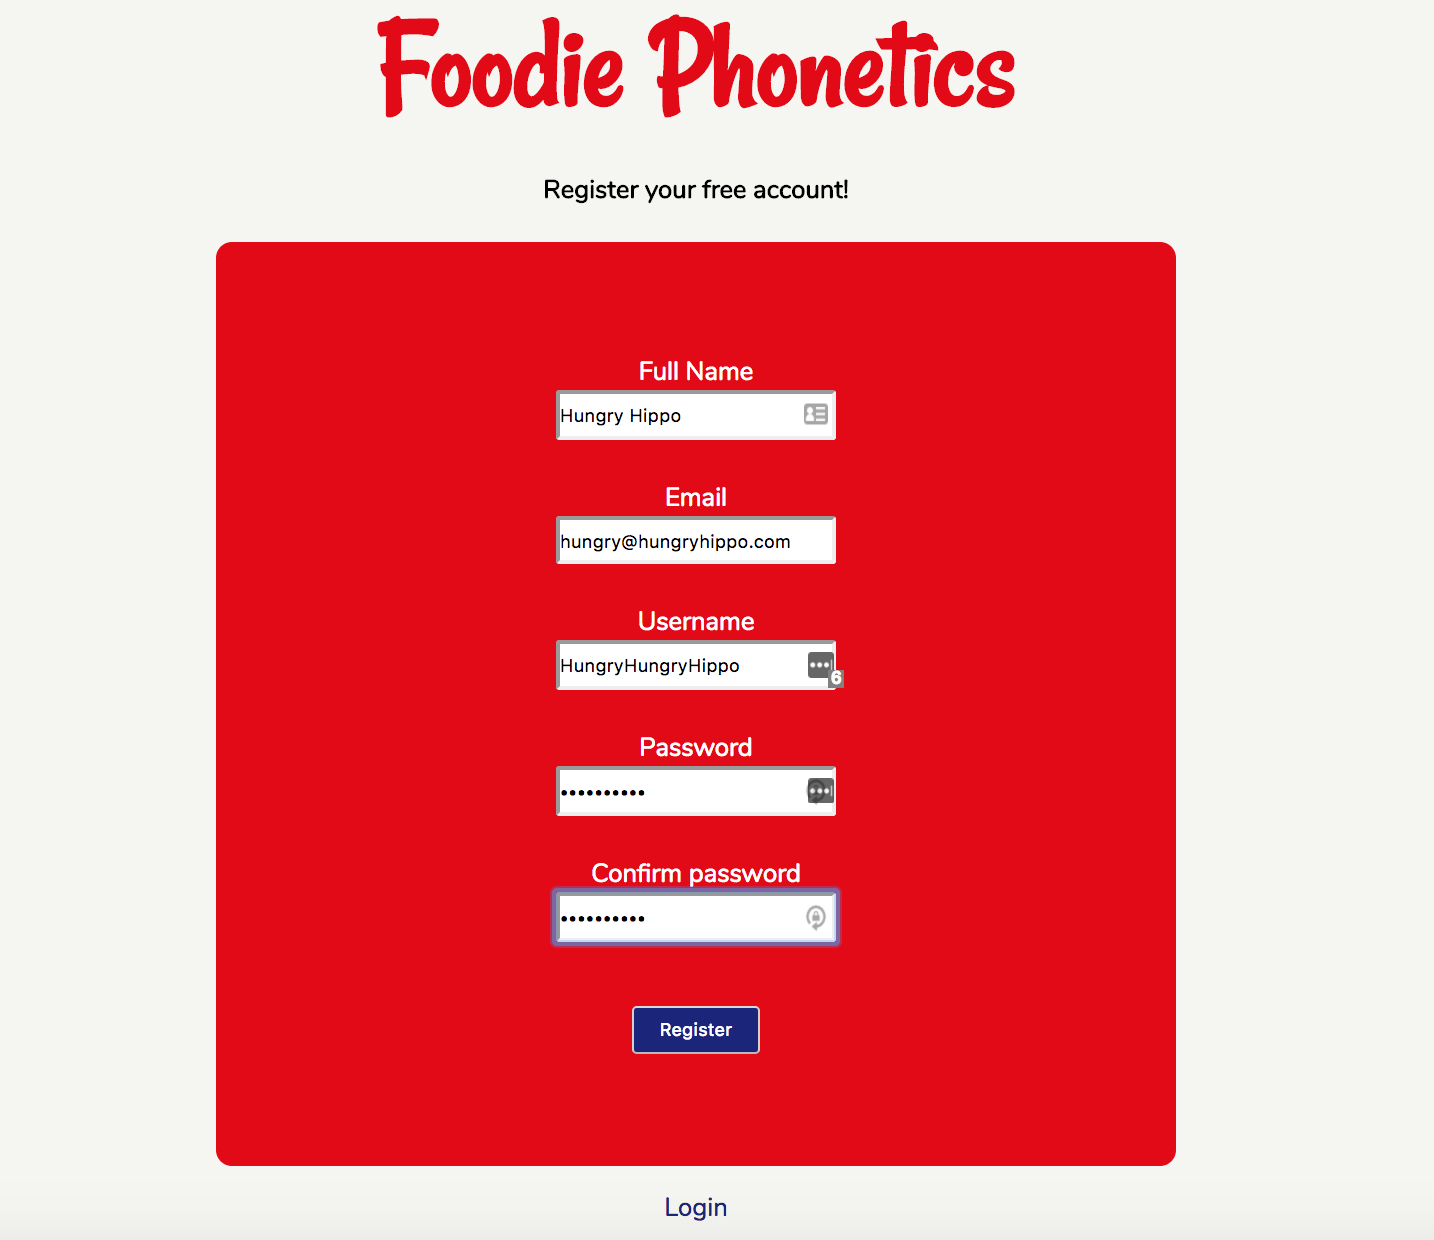 Foodie Phonetics
Register your free account!
Full Name
Hungry Hippo
Email
hungry@hungryhippo.com
Username
HungryHungryHippo
6
Password
••••••••••
Confirm password
••••••••••
Register
Login